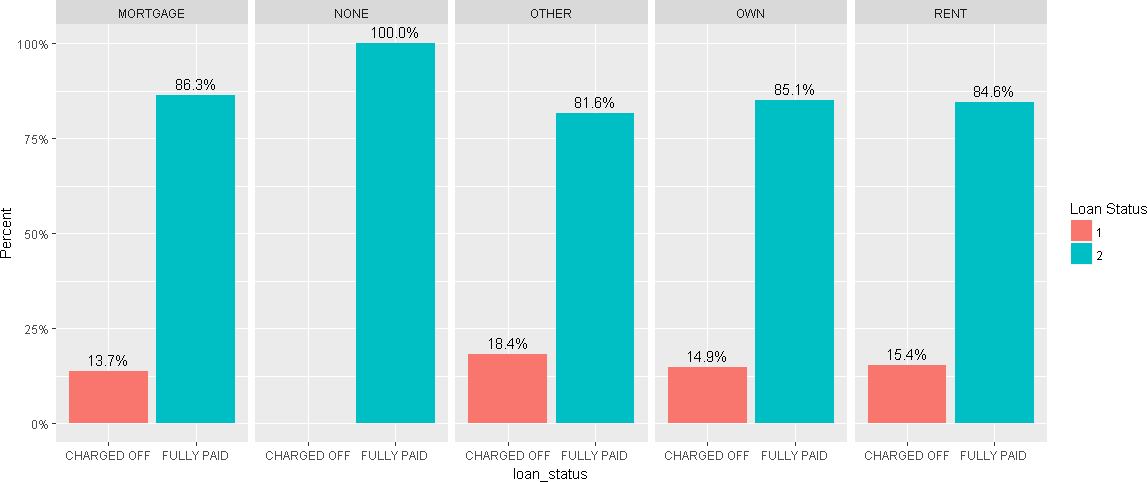 MORTGAGE NONE OTHER OWN RENT
100.0%
100%
86.3% 81.6% 85.1% 84.6%
75%
Percent
50%
Loan Status
1
2
25%
13.7% 18.4% 14.9% 15.4%
0%
CHARGED OFF FULLY PAID CHARGED OFF FULLY PAID CHARGED OFF FULLY PAID CHARGED OFF FULLY PAID CHARGED OFF FULLY PAID
loan_status